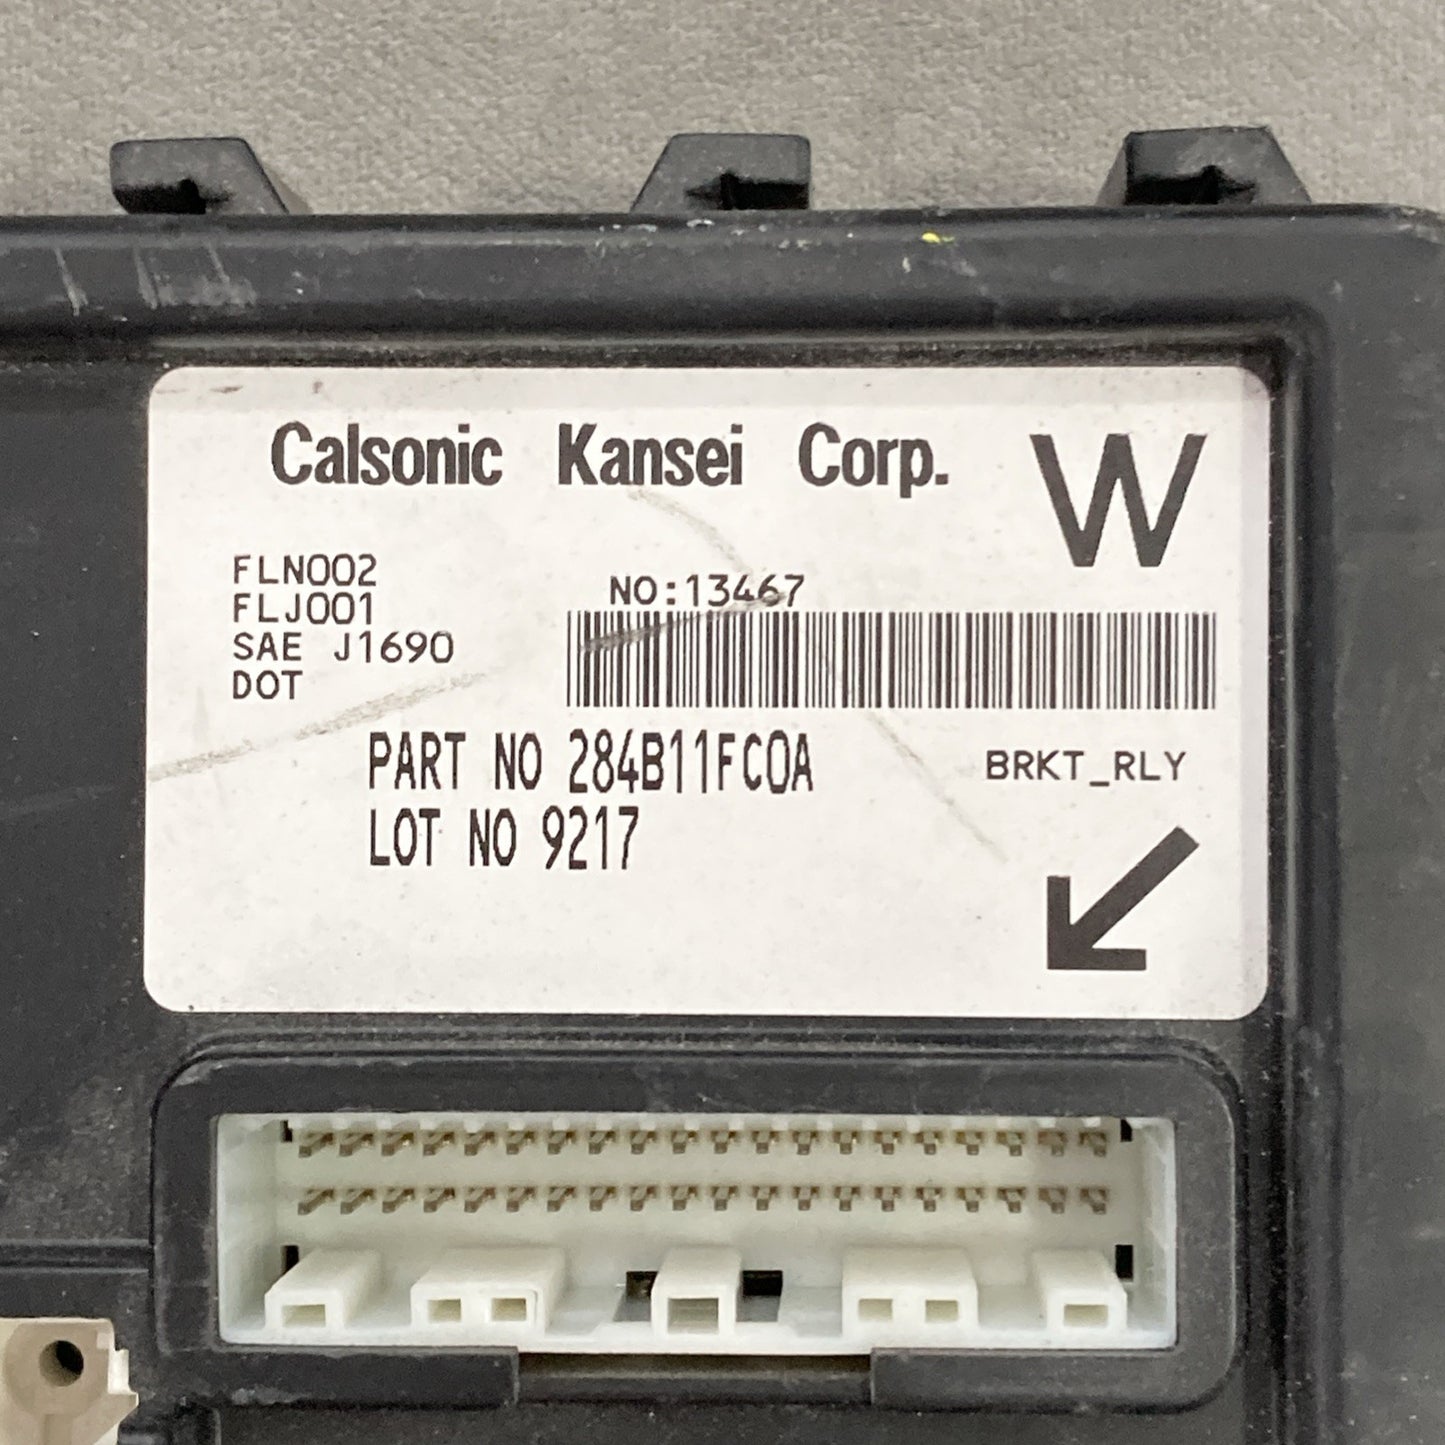 Calsonic Kansei Corp. W
FLN002
FLJ001
SAE J1690
DOT
NO:13467
PART NO 284B11FC0A
LOT NO 9217
BRKT_RLY